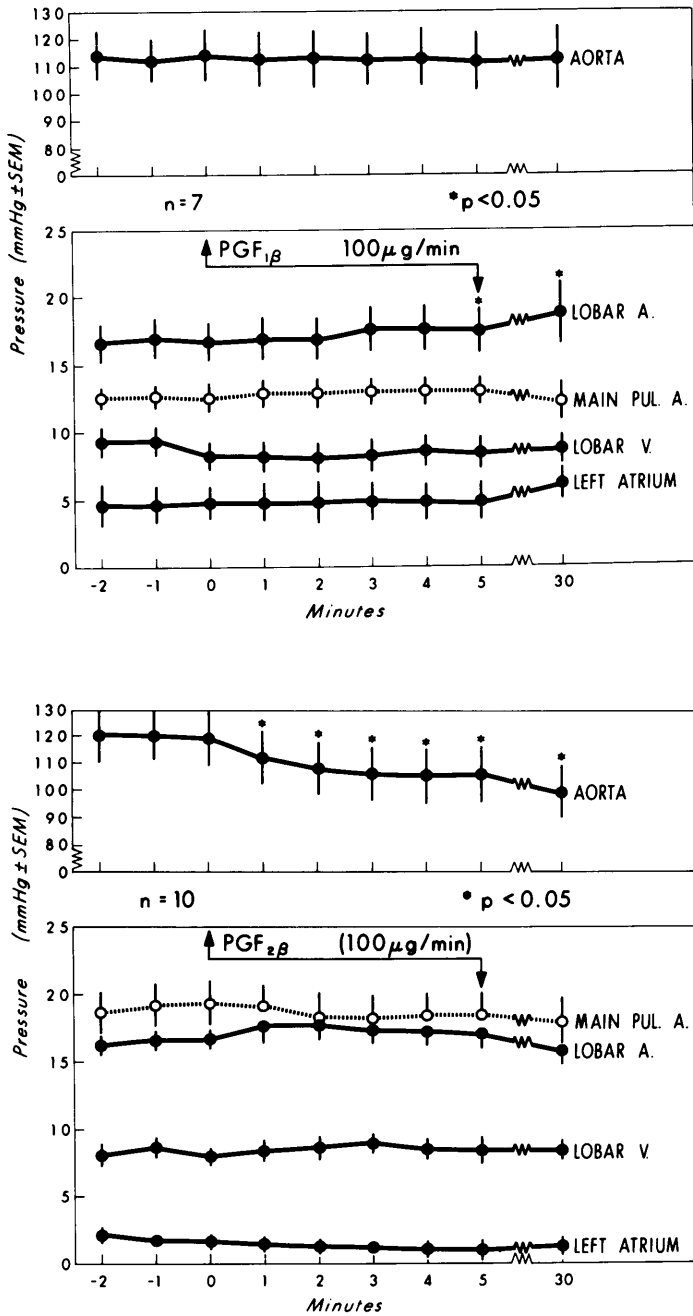 130
120
110
100
90
80
0
AORTA
Pressure (mmHg ± SEM)
n=7 *p<0.05
25
20
15
10
5
0
PGF1β 100μg/min
*
*
LOBAR A.
MAIN PUL. A.
LOBAR V.
LEFT ATRIUM
-2 -1 0 1 2 3 4 5 30
Minutes
130
120
110
100
90
80
0
* * * * * *
AORTA
Pressure (mmHg ± SEM)
n=10 *p<0.05
25
20
15
10
5
0
PGF2β (100μg/min)
MAIN PUL. A.
LOBAR A.
LOBAR V.
LEFT ATRIUM
-2 -1 0 1 2 3 4 5 30
Minutes